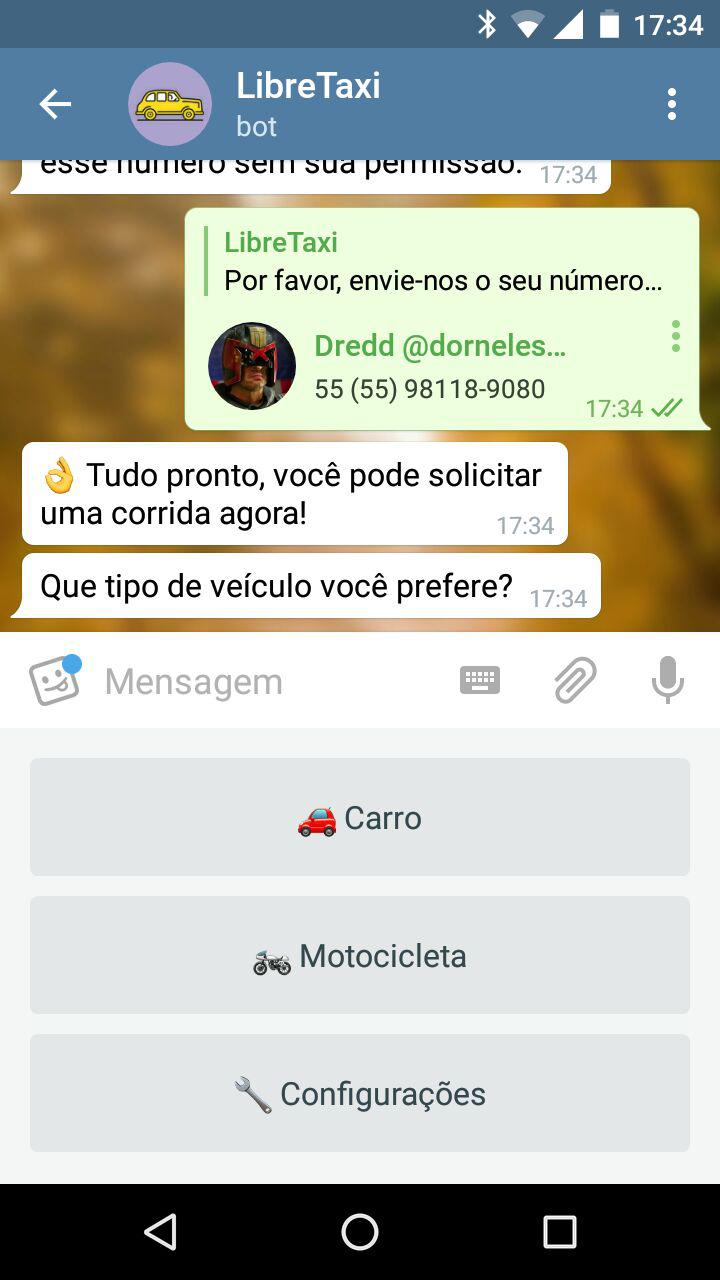 17:34
LibreTaxi
bot
esse número sem sua permissão. 17:34
LibreTaxi
Por favor, envie-nos o seu número...
Dredd @dorneles...
55 (55) 98118-9080
17:34
👌 Tudo pronto, você pode solicitar
uma corrida agora!
17:34
Que tipo de veículo você prefere? 17:34
Mensagem
🚗 Carro
🏍 Motocicleta
🔧 Configurações